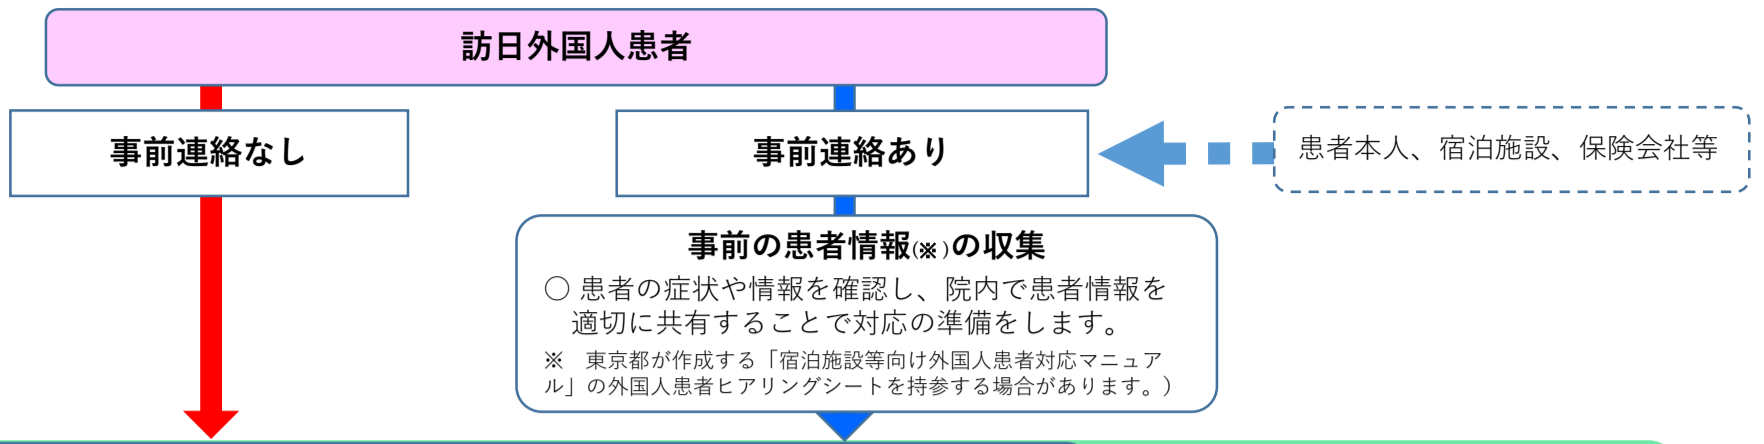 訪日外国人患者
事前連絡なし
事前連絡あり
患者本人、宿泊施設、保険会社等
事前の患者情報(※)の収集
○ 患者の症状や情報を確認し、院内で患者情報を
適切に共有することで対応の準備をします。
※　東京都が作成する「宿泊施設等向け外国人患者対応マニュア
ル」の外国人患者ヒアリングシートを持参する場合があります。）